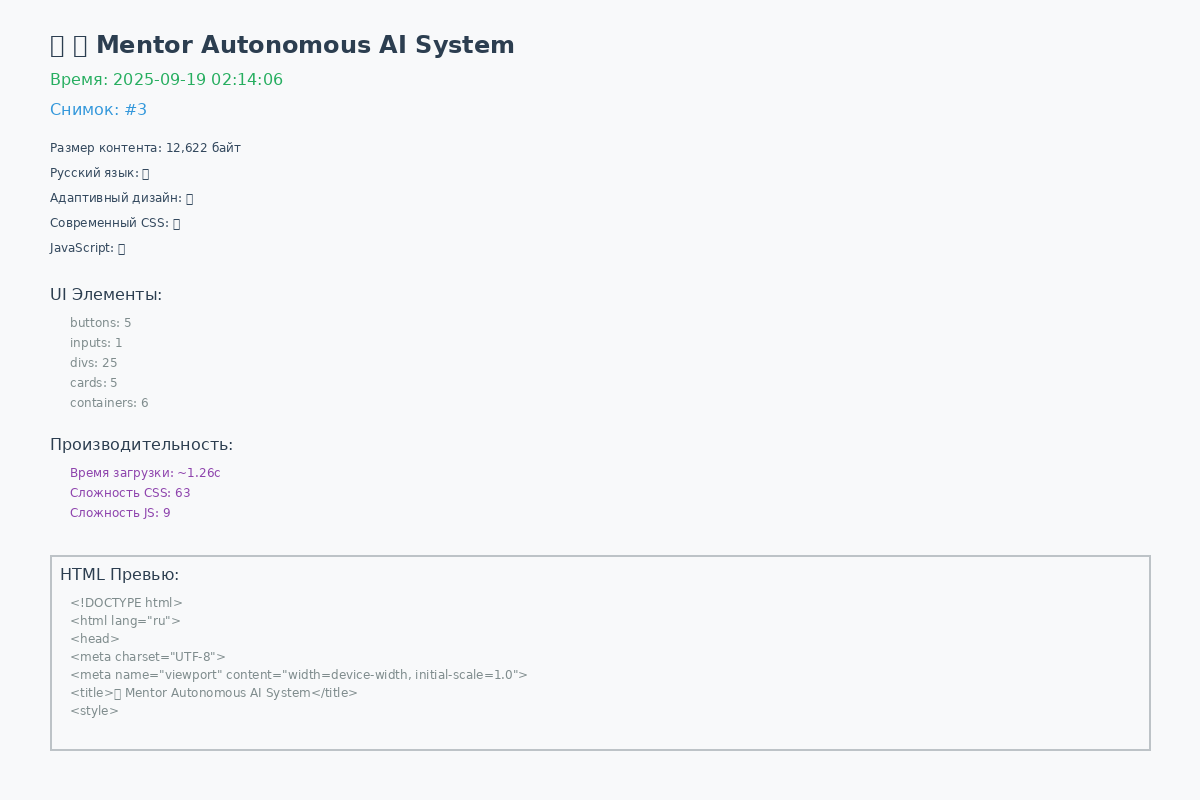 Mentor Autonomous AI System
Время: 2025-09-19 02:14:06
Снимок: #3
Размер контента: 12,622 байт
Русский язык:
Адаптивный дизайн:
Современный CSS:
JavaScript:
UI Элементы:
buttons: 5
inputs: 1
divs: 25
cards: 5
containers: 6
Производительность:
Время загрузки: ~1.26с
Сложность CSS: 63
Сложность JS: 9
HTML Превью:
<!DOCTYPE html>
<html lang="ru">
<head>
<meta charset="UTF-8">
<meta name="viewport" content="width=device-width, initial-scale=1.0">
<title> Mentor Autonomous AI System</title>
<style>